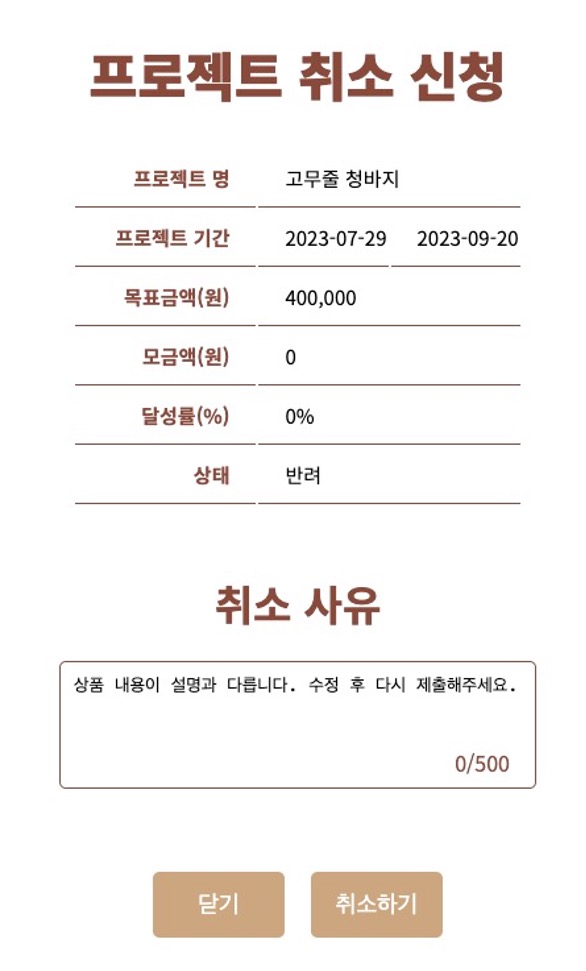 프로젝트 취소 신청
프로젝트 명 고무줄 청바지
프로젝트 기간 2023-07-29 2023-09-20
목표금액(원) 400,000
모금액(원) 0
달성률(%) 0%
상태 반려
취소 사유
상품 내용이 설명과 다릅니다. 수정 후 다시 제출해주세요.
0/500
닫기 취소하기